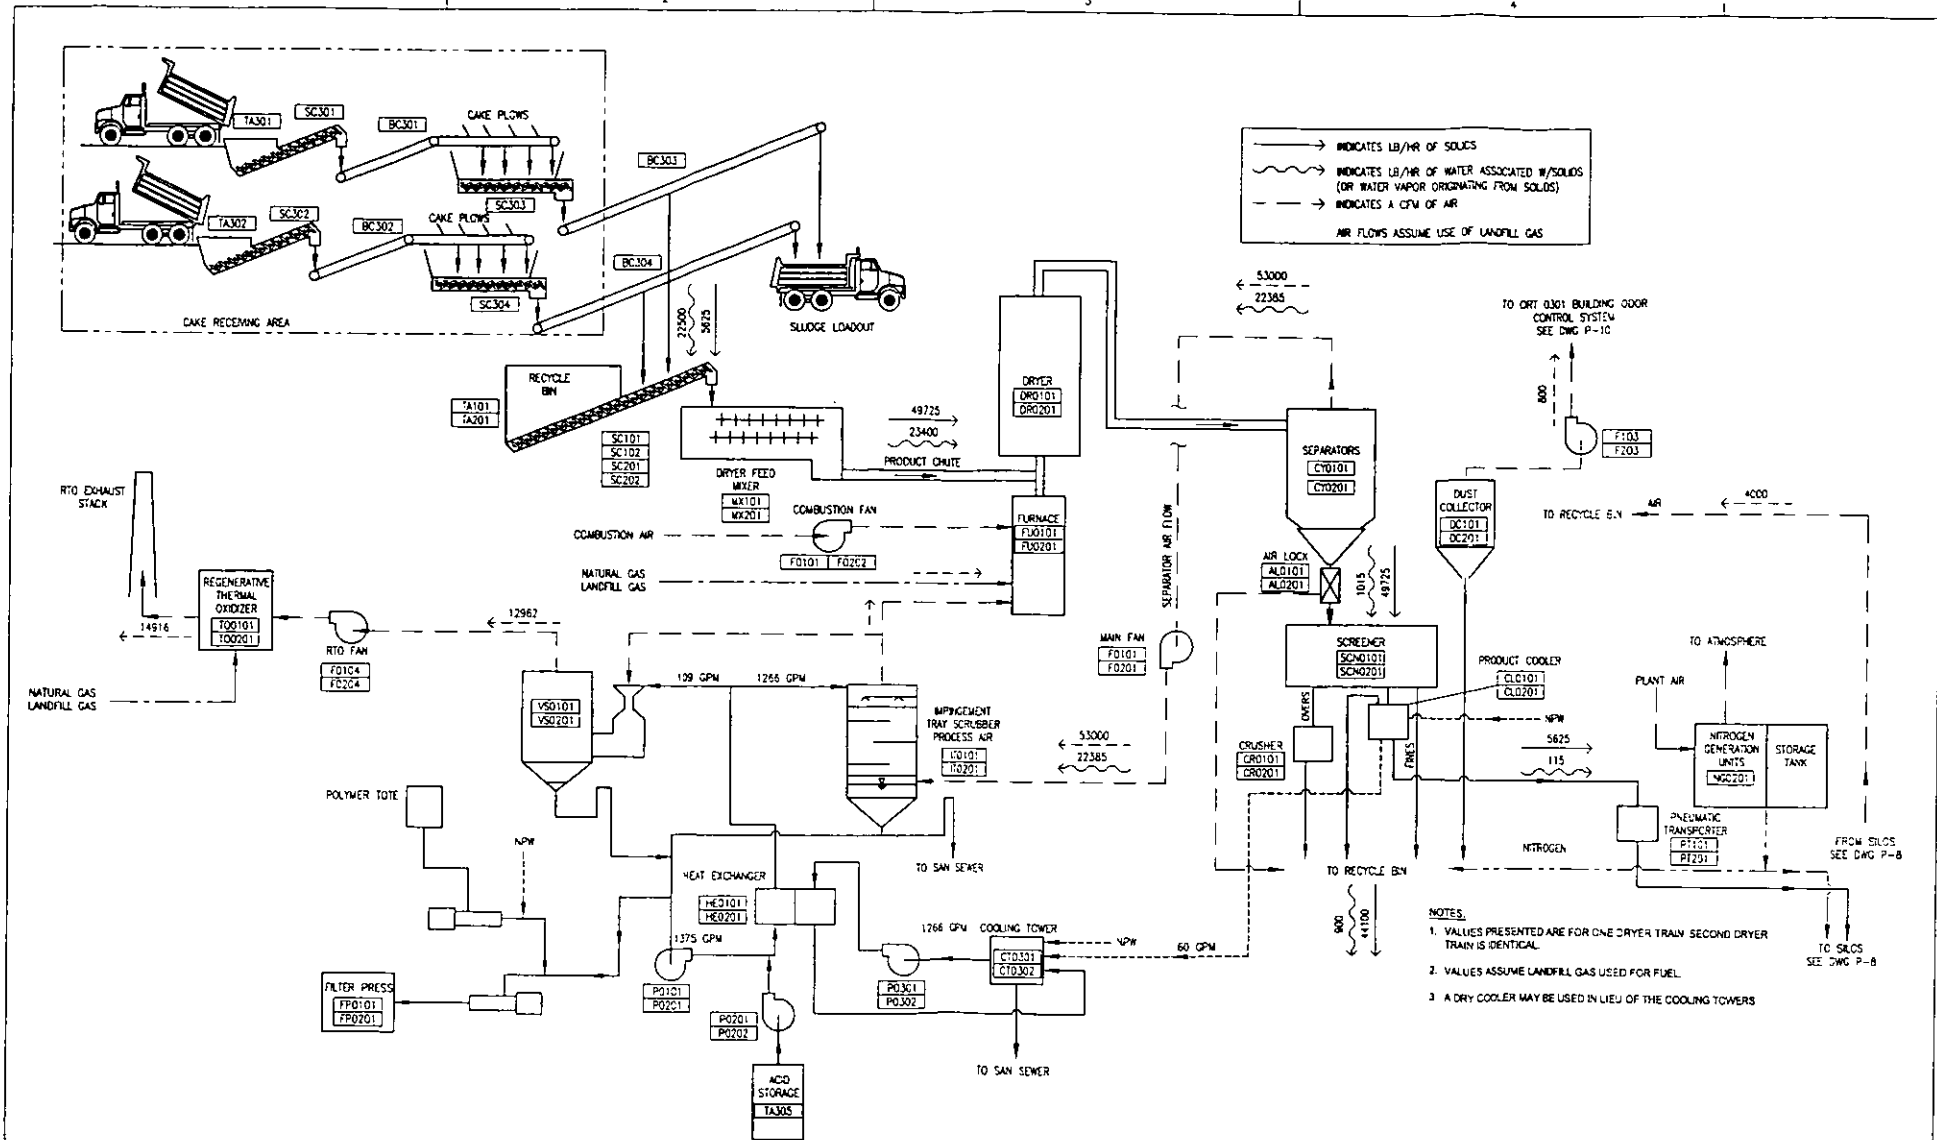 2
3
4
TA301
SC301
BC301
CAKE PLOWS
SC303
TA302
SC302
BC302
CAKE PLOWS
SC304
CAKE RECEIVING AREA
BC303
BC304
22500
5625
SLUDGE LOADOUT
INDICATES LB/HR OF SOLIDS
INDICATES LB/HR OF WATER ASSOCIATED W/SOLIDS
(OR WATER VAPOR ORIGINATING FROM SOLIDS)
INDICATES A CFM OF AIR
AIR FLOWS ASSUME USE OF LANDFILL GAS
53000
22385
TO ORT 0301 BUILDING ODOR
CONTROL SYSTEM
SEE DWG P-10
800
F103
F203
RECYCLE
BIN
TA101
TA201
SC101
SC102
SC201
SC202
DRYER FEED
MIXER
MX101
MX201
49725
23400
PRODUCT CHUTE
DRYER
DR0101
DR0201
SEPARATORS
CY0101
CY0201
DUST
COLLECTOR
DC101
DC201
4000
AIR
TO RECYCLE BIN
RTO EXHAUST
STACK
COMBUSTION FAN
COMBUSTION AIR
F0101
F0202
FURNACE
FU0101
FU0201
NATURAL GAS
LANDFILL GAS
SEPARATOR AIR FLOW
AIR LOCK
AL0101
AL0201
1015
49725
REGENERATIVE
THERMAL
OXIDIZER
TO0101
TO0201
14916
12962
RTO FAN
F0104
F0204
NATURAL GAS
LANDFILL GAS
MAIN FAN
F0101
F0201
SCREENER
SCN0101
SCN0201
PRODUCT COOLER
CL0101
CL0201
TO ATMOSPHERE
PLANT AIR
VS0101
VS0201
109 GPM
1266 GPM
IMPINGEMENT
TRAY SCRUBBER
PROCESS AIR
IT0101
IT0201
53000
22385
OVERS
FINES
CRUSHER
CR0101
CR0201
NPW
5625
115
NITROGEN
GENERATION
UNITS
NG0201
STORAGE
TANK
PNEUMATIC
TRANSPORTER
PT101
PT201
FROM SILOS
SEE DWG P-8
POLYMER TOTE
NPW
TO SAN SEWER
NITROGEN
TO RECYCLE BIN
HEAT EXCHANGER
HE0101
HE0201
900
44100
1375 GPM
1266 GPM
COOLING TOWER
NPW
60 GPM
CT0301
CT0302
TO SILOS
SEE DWG P-8
FILTER PRESS
FP0101
FP0201
P0101
P0201
P0301
P0302
P0201
P0202
TO SAN SEWER
ACID
STORAGE
TA305
NOTES.
1. VALUES PRESENTED ARE FOR ONE DRYER TRAIN SECOND DRYER
TRAIN IS IDENTICAL
2. VALUES ASSUME LANDFILL GAS USED FOR FUEL.
3 A DRY COOLER MAY BE USED IN LIEU OF THE COOLING TOWERS